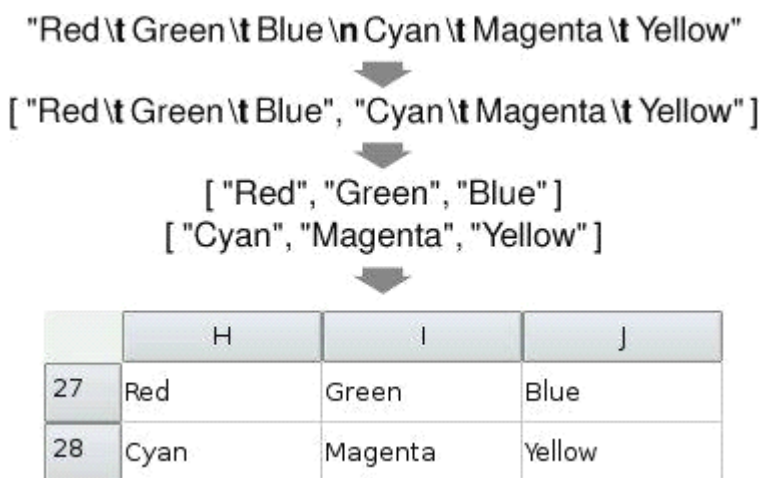 "Red\t Green\t Blue\n Cyan\t Magenta\t Yellow"
["Red\t Green\t Blue", "Cyan\t Magenta\t Yellow"]
["Red", "Green", "Blue"]
["Cyan", "Magenta", "Yellow"]
H I J
27 Red Green Blue
28 Cyan Magenta Yellow